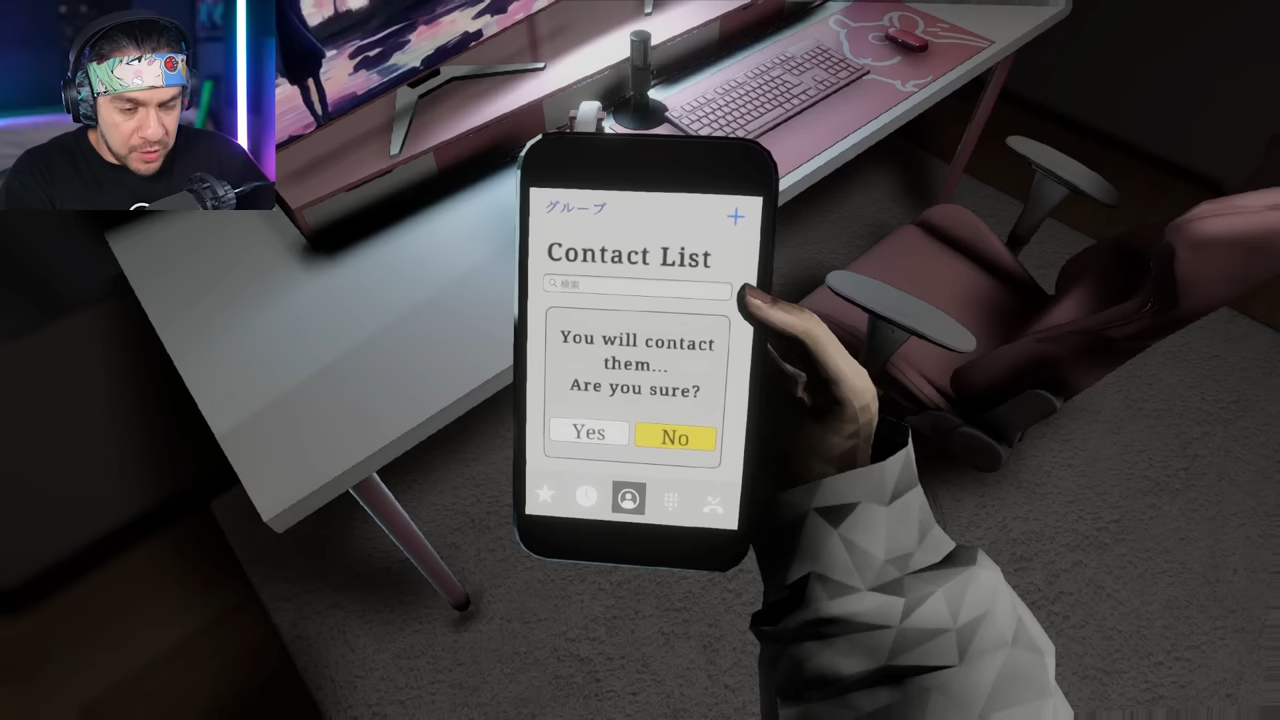 グループ
+
Contact List
検索
You will contact
them...
Are you sure?
Yes
No